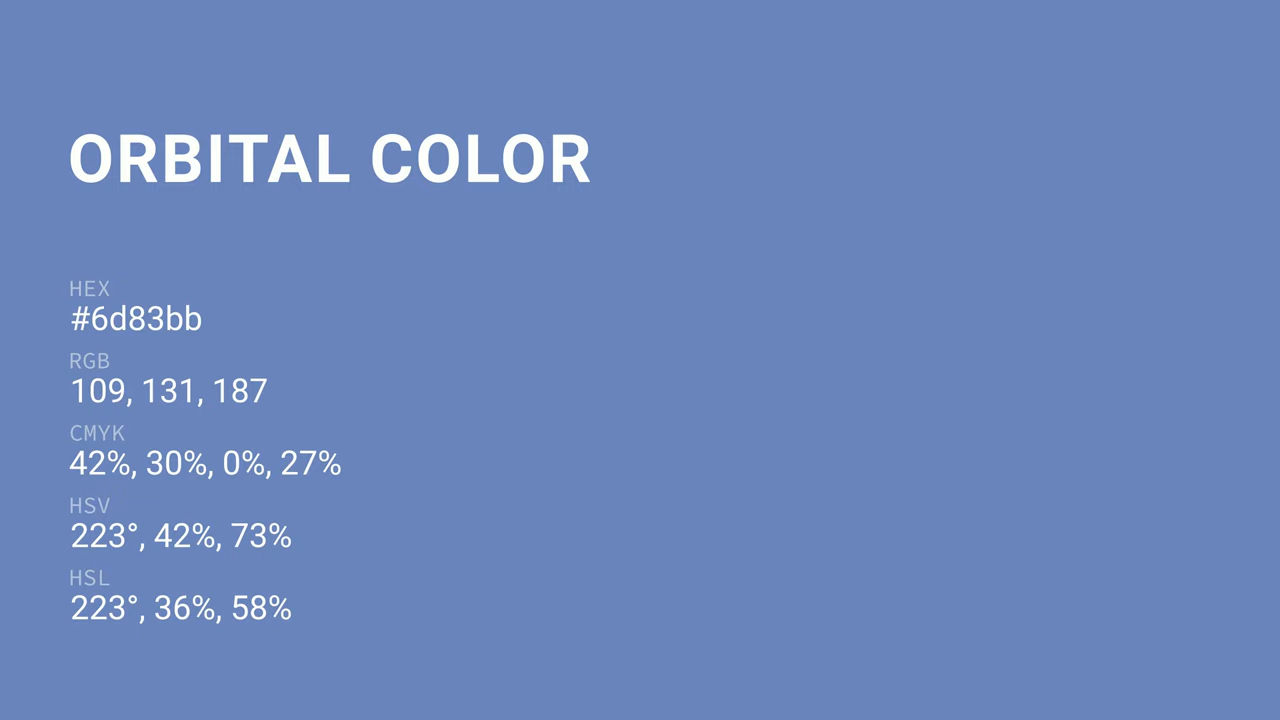 ORBITAL COLOR
HEX
#6d83bb
RGB
109, 131, 187
CMYK
42%, 30%, 0%, 27%
HSV
223°, 42%, 73%
HSL
223°, 36%, 58%